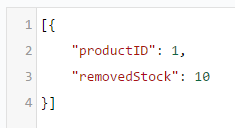 1 [{
2     "productID": 1,
3     "removedStock": 10
4 }]